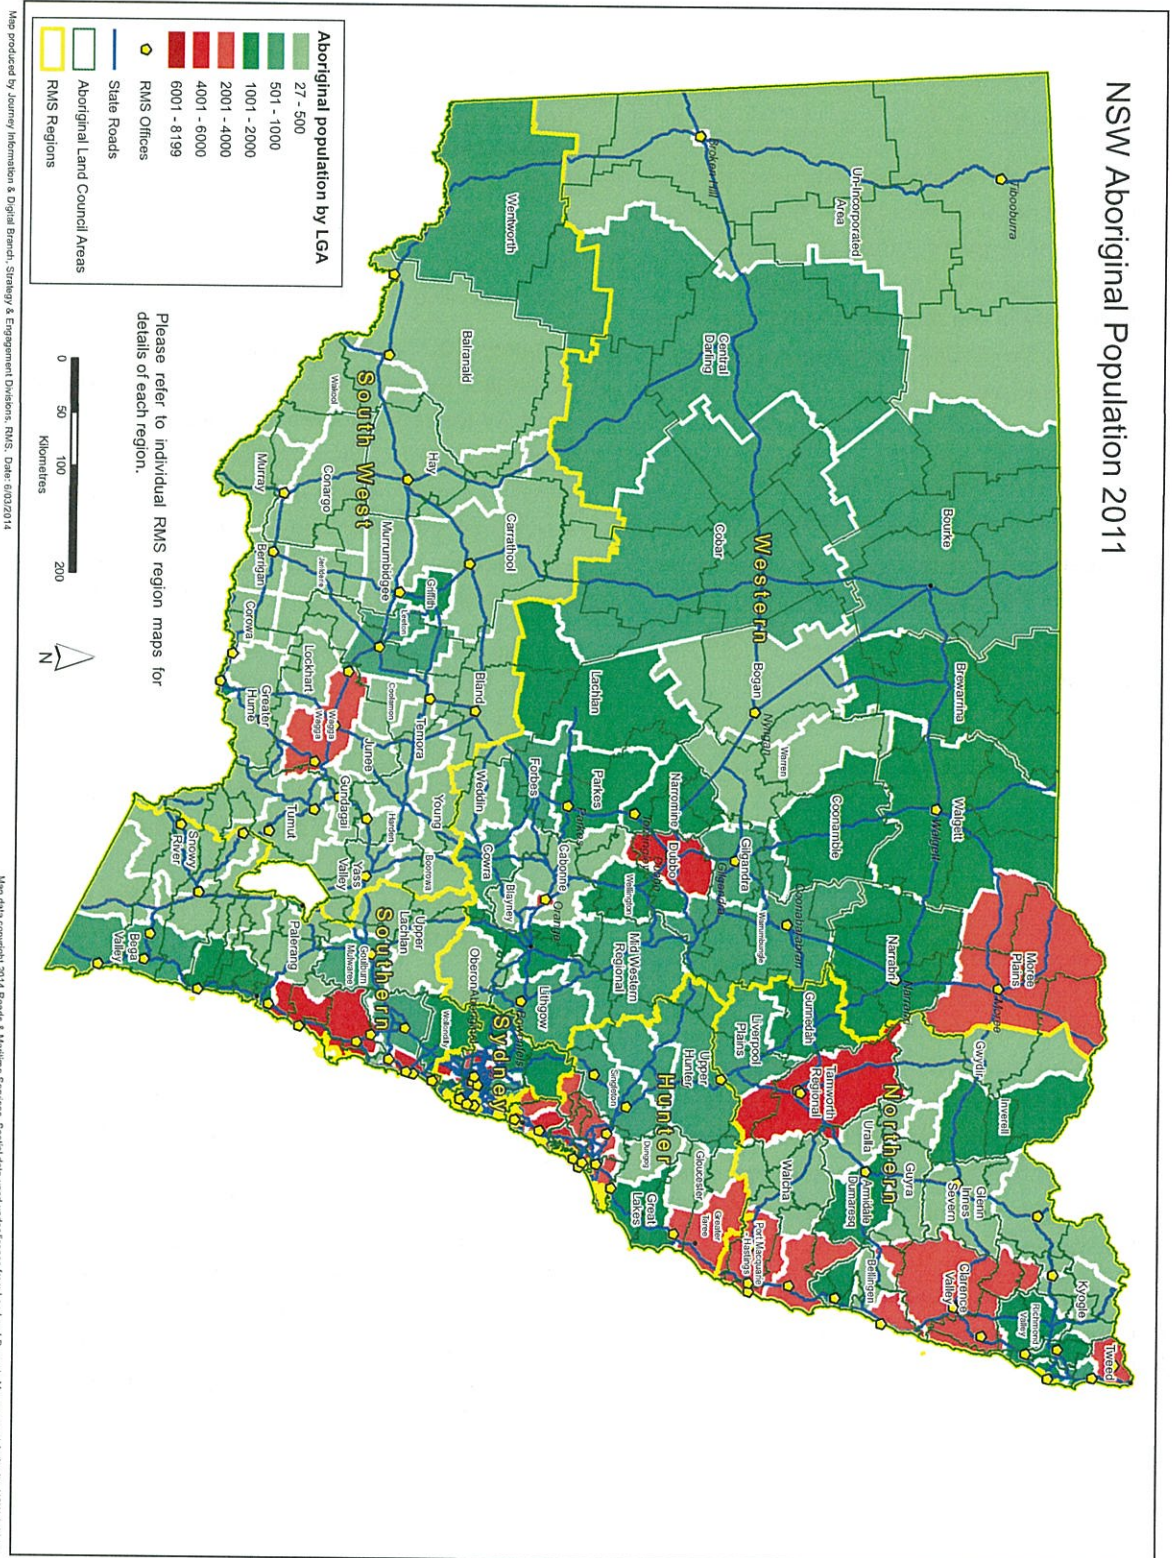 NSW Aboriginal Population 2011
Tibooburra
Un-Incorporated
Area
Broken Hill
Wentworth
Central
Darling
Bourke
Cobar
Western
Brewarrina
Bogan
Nyngan
Warren
Lachlan
Walgett
Walgett
Coonamble
Narromine
Parkes
Parkes
Forbes
Weddin
Bland
Gilgandra
Gilgandra
Dubbo
Wellington
Cabonne
Orange
Cowra
Blayney
Warrumbungle
Coonabarabran
Mid Western
Regional
Oberon
Lithgow
Narrabri
Narrabri
Moree
Plains
Moree
Gwydir
Inverell
Gunnedah
Liverpool
Plains
Tamworth
Regional
Northern
Uralla
Guyra
Armidale
Dumaresq
Walcha
Glenn
Innes
Severn
Clarence
Valley
Bellingen
Kyogle
Richmond
Valley
Tweed
Port Macquarie
- Hastings
Greater
Taree
Gloucester
Great
Lakes
Dungog
Hunter
Upper
Hunter
Singleton
Sydney
Wollondilly
Southern
Upper
Lachlan
Goulburn
Mulwaree
Palerang
Bega
Valley
Snowy
River
Yass
Valley
Boorowa
Young
Harden
Gundagai
Tumut
Temora
Junee
Coolamon
Wagga
Wagga
Lockhart
Greater
Hume
Corowa
Berrigan
Jerilderie
Murrumbidgee
Griffith
Leeton
Carrathool
Hay
Conargo
Murray
South West
Wakool
Balranald
Please refer to individual RMS region maps for
details of each region.
0 50 100 200
Kilometres
N
Aboriginal population by LGA
27 - 500
501 - 1000
1001 - 2000
2001 - 4000
4001 - 6000
6001 - 8199
RMS Offices
State Roads
Aboriginal Land Council Areas
RMS Regions
Map produced by Journey Information & Digital Branch, Strategy & Engagement Divisions, RMS. Date: 6/03/2014